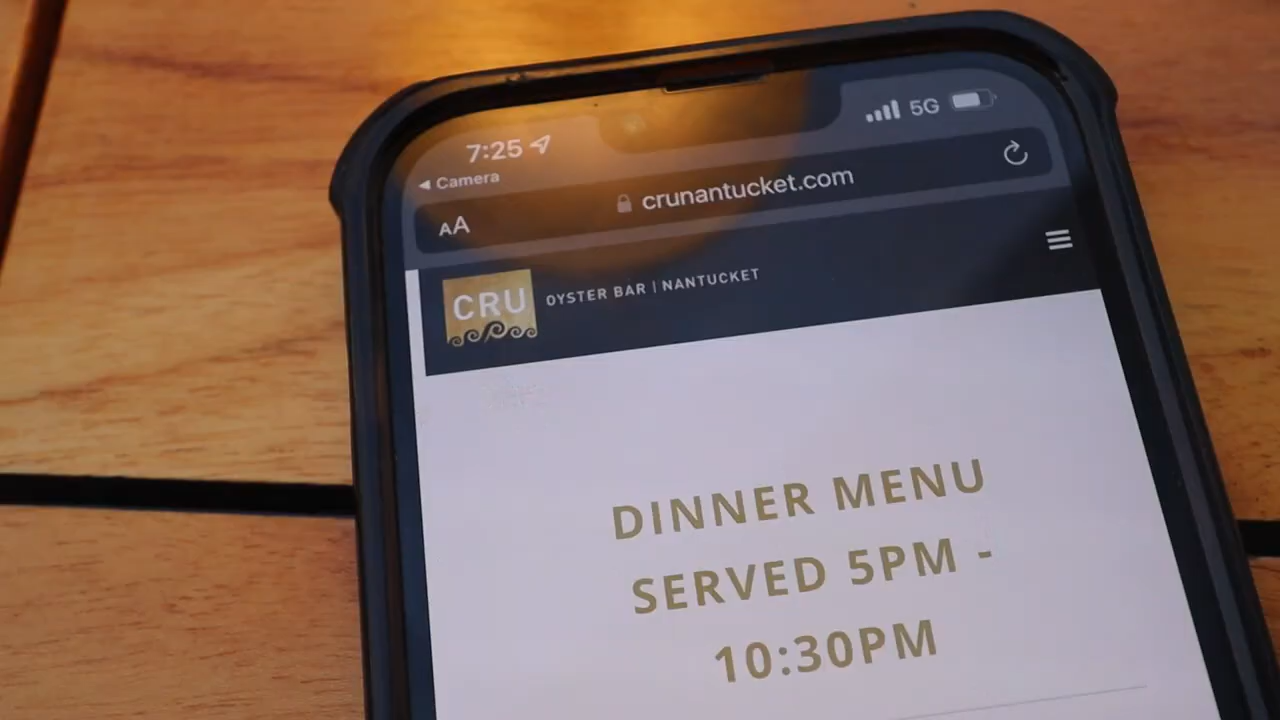 7:25
5G
◀ Camera
AA
crunantucket.com
CRU
OYSTER BAR | NANTUCKET
DINNER MENU
SERVED 5PM -
10:30PM